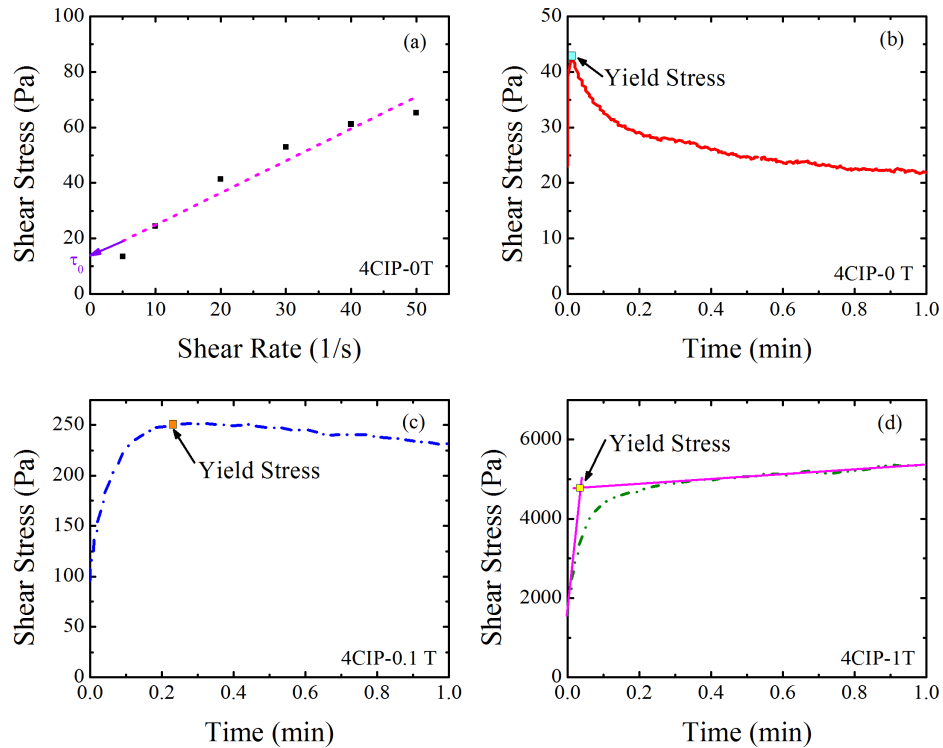 (a)
Shear Stress (Pa)
100
80
60
40
20
0
τ0
4CIP-0T
0 10 20 30 40 50
Shear Rate (1/s)
(b)
Shear Stress (Pa)
50
40
30
20
10
0
Yield Stress
4CIP-0 T
0.0 0.2 0.4 0.6 0.8 1.0
Time (min)
(c)
Shear Stress (Pa)
250
200
150
100
50
0
Yield Stress
4CIP-0.1 T
0.0 0.2 0.4 0.6 0.8 1.0
Time (min)
(d)
Shear Stress (Pa)
6000
4000
2000
0
Yield Stress
4CIP-1T
0.0 0.2 0.4 0.6 0.8 1.0
Time (min)